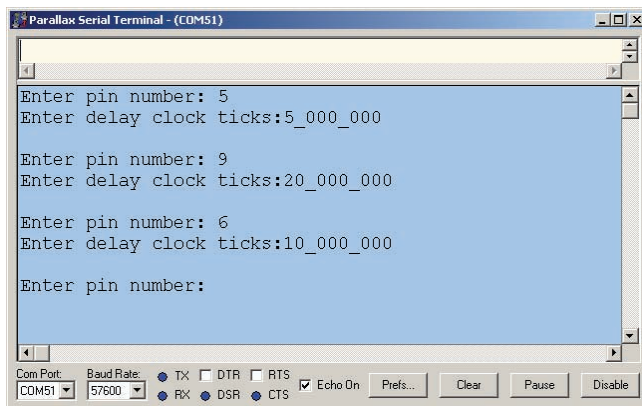 Parallax Serial Terminal - (COM51)
Enter pin number: 5
Enter delay clock ticks:5_000_000
Enter pin number: 9
Enter delay clock ticks:20_000_000
Enter pin number: 6
Enter delay clock ticks:10_000_000
Enter pin number:
Com Port: Baud Rate: TX DTR RTS
COM51 57600 RX DSR CTS Echo On Prefs... Clear Pause Disable